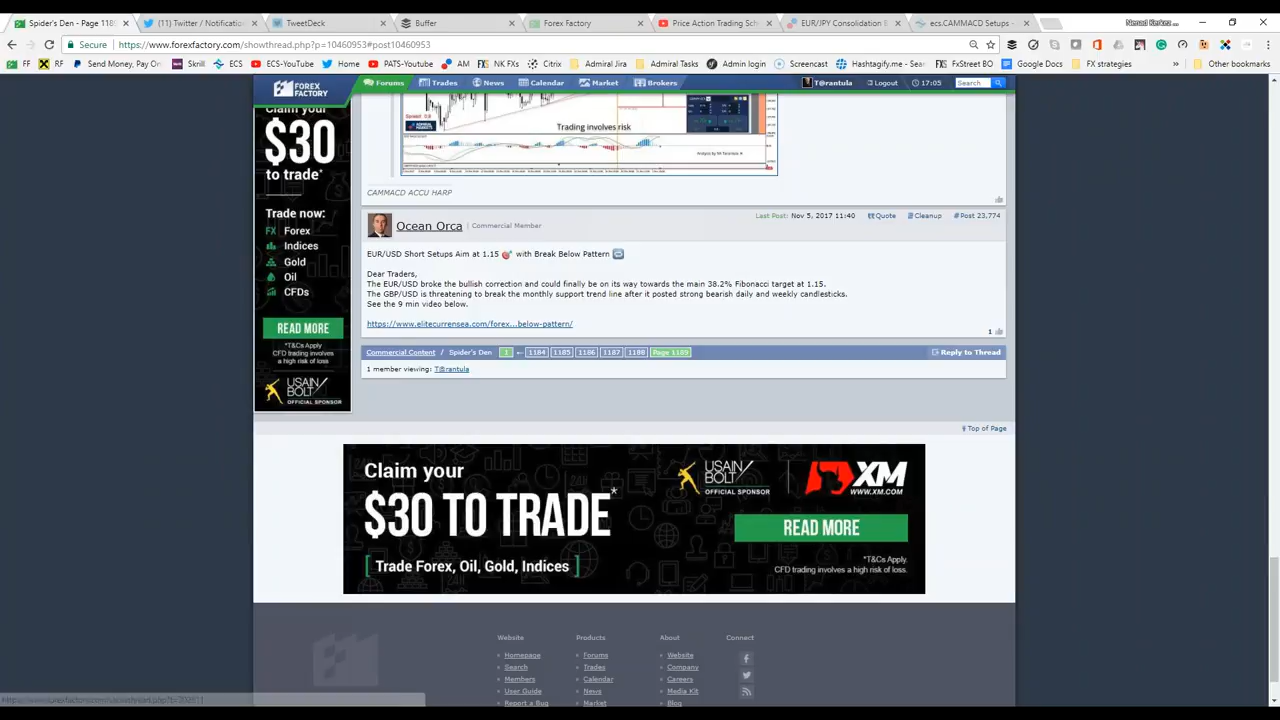 Spider's Den - Page 1189
(11) Twitter / Notificatio
TweetDeck
Buffer
Forex Factory
Price Action Trading Sch
EUR/JPY Consolidation B
ecs.CAMMACD Setups -
Nenad Kerkez
Secure
https://www.forexfactory.com/showthread.php?p=10460953#post10460953
FF
RF
Send Money, Pay On
Skrill
ECS
ECS-Youtube
Home
PATS-Youtube
AM
NK FXs
Citrix
Admiral Jira
Admiral Tasks
Admin login
Screencast
Hashtagify.me - Sea
FxStreet BO
Google Docs
FX strategies
Other bookmarks
FOREX FACTORY
Forums
Trades
News
Calendar
Market
Brokers
T@rantula
Logout
17:05
Search
Claim your
$30
to trade*
Trade now:
FX Forex
Indices
Gold
Oil
CFDs
READ MORE
*T&Cs Apply
CFD trading involves
a high risk of loss
USAIN BOLT
OFFICIAL SPONSOR
Trading involves risk
CAMMACD ACCU HARP
Ocean Orca
Commercial Member
Last Post: Nov 5, 2017 11:40
Quote
Cleanup
#Post 23,774
EUR/USD Short Setups Aim at 1.15 with Break Below Pattern
Dear Traders,
The EUR/USD broke the bullish correction and could finally be on its way towards the main 38.2% Fibonacci target at 1.15.
The GBP/USD is threatening to break the monthly support trend line after it posted strong bearish daily and weekly candlesticks.
See the 9 min video below.
https://www.elitecurrensea.com/forex...below-pattern/
1
Commercial Content / Spider's Den 1 ← 1184 1185 1186 1187 1188 Page 1189
Reply to Thread
1 member viewing: T@rantula
Top of Page
Claim your
$30 TO TRADE*
[ Trade Forex, Oil, Gold, Indices ]
USAIN BOLT
OFFICIAL SPONSOR
XM
WWW.XM.COM
READ MORE
*T&Cs Apply.
CFD trading involves a high risk of loss.
Website
Products
About
Connect
Homepage
Forums
Website
Search
Trades
Company
Members
Calendar
Careers
User Guide
News
Media Kit
Report a Bug
Market
Blog